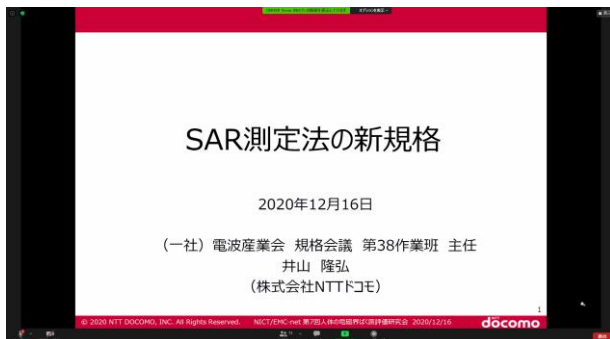 SAR測定法の新規格
2020年12月16日
（一社）電波産業会 規格会議 第38作業班 主任
井山 隆弘
（株式会社NTTドコモ）
1
© 2020 NTT DOCOMO, INC. All Rights Reserved. NICT/EMC-net 第7回人体の電磁界ばく露評価研究会 2020/12/16
döcomo